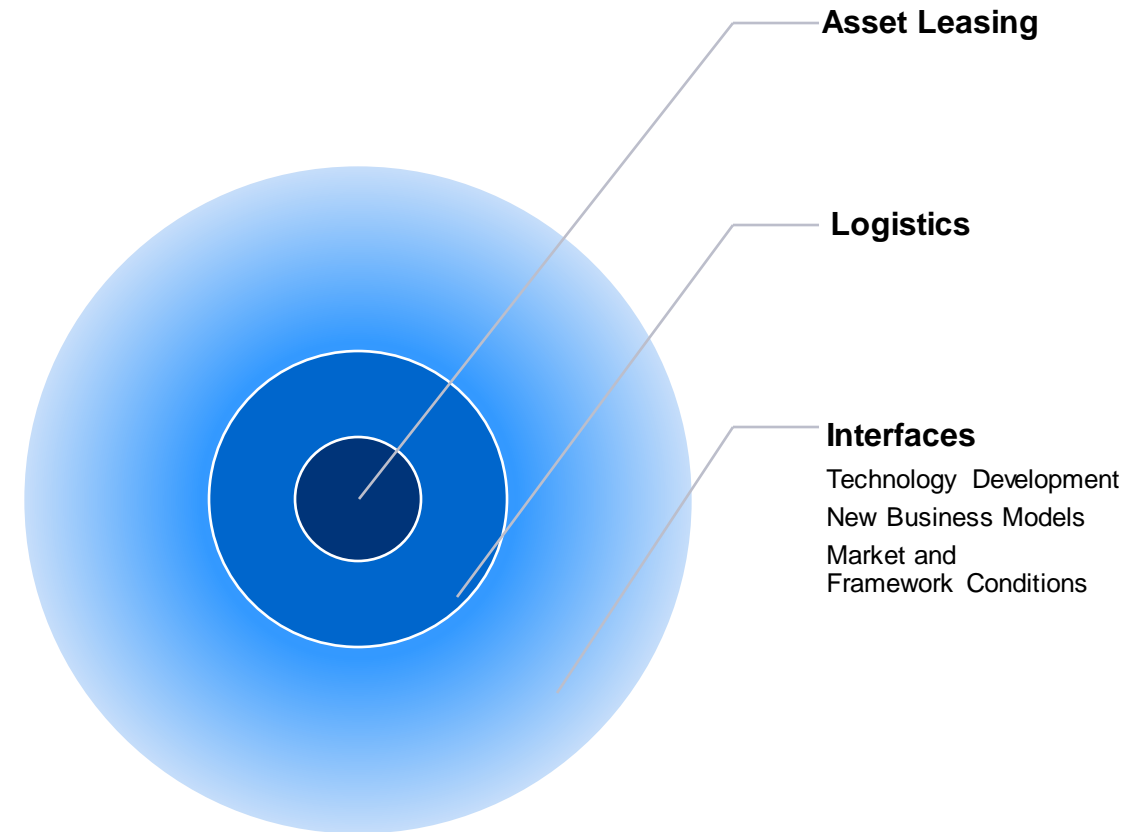 Asset Leasing
Logistics
Interfaces
Technology Development
New Business Models
Market and
Framework Conditions